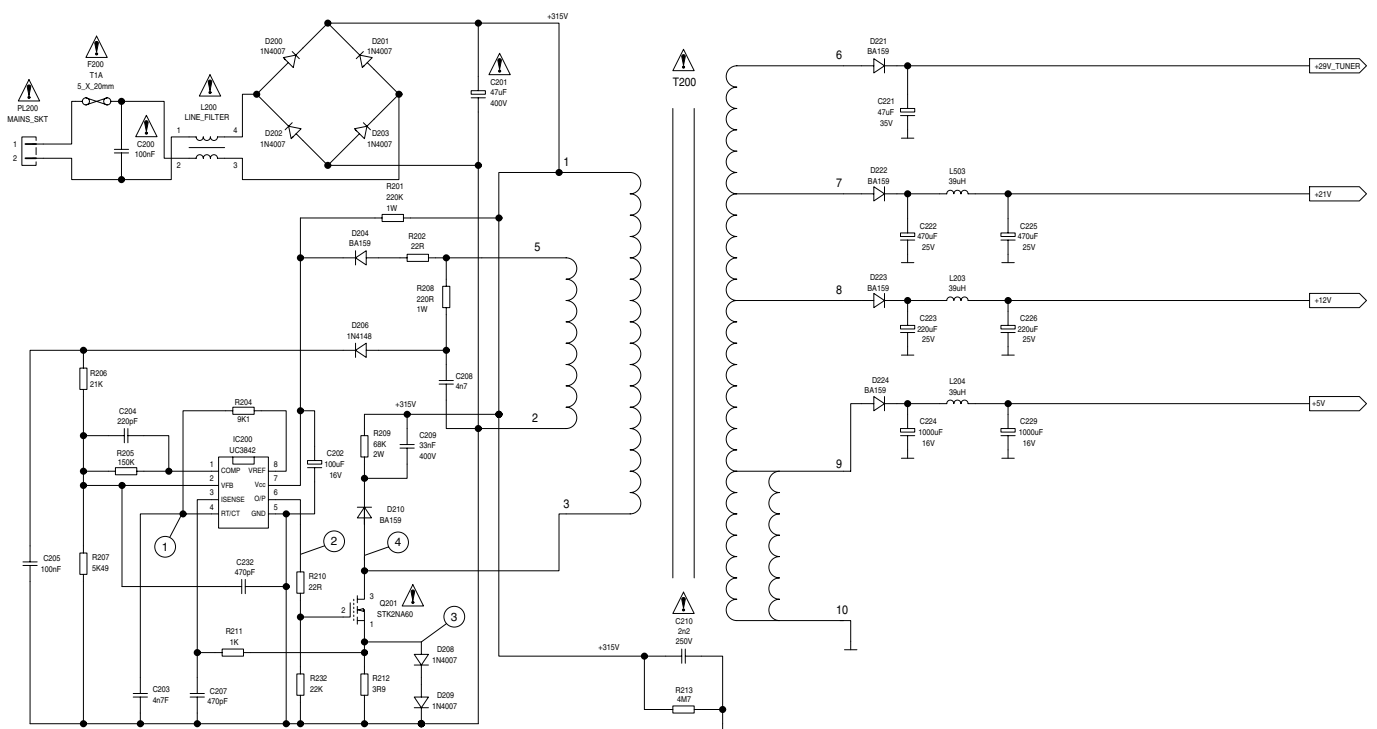 +315V
D200
1N4007
D201
1N4007
F200
T1A
5_X_20mm
C201
47uF
400V
PL200
MAINS_SKT
1
2
C200
100nF
L200
LINE_FILTER
1
4
2
3
D202
1N4007
D203
1N4007
T200
6
D221
BA159
+29V_TUNER
C221
47uF
35V
1
R201
220K
1W
7
D222
BA159
L503
39uH
+21V
C222
470uF
25V
C225
470uF
25V
D204
BA159
R202
22R
5
R208
220R
1W
8
D223
BA159
L203
39uH
+12V
C223
220uF
25V
C226
220uF
25V
D206
1N4148
C208
4n7
R206
21K
D224
BA159
L204
39uH
+5V
C224
1000uF
16V
C229
1000uF
16V
R204
9K1
+315V
2
C204
220pF
R209
68K
2W
C209
33nF
400V
IC200
UC3842
R205
150K
C202
100uF
16V
1
COMP
VREF
8
2
VFB
Vcc
7
3
ISENSE
O/P
6
4
RT/CT
GND
5
9
3
D210
BA159
1
2
4
C205
100nF
R207
5K49
C232
470pF
R210
22R
3
2
1
Q201
STK2NA60
3
10
C210
2n2
250V
R211
1K
+315V
D208
1N4007
C203
4n7F
C207
470pF
R232
22K
R212
3R9
D209
1N4007
R213
4M7